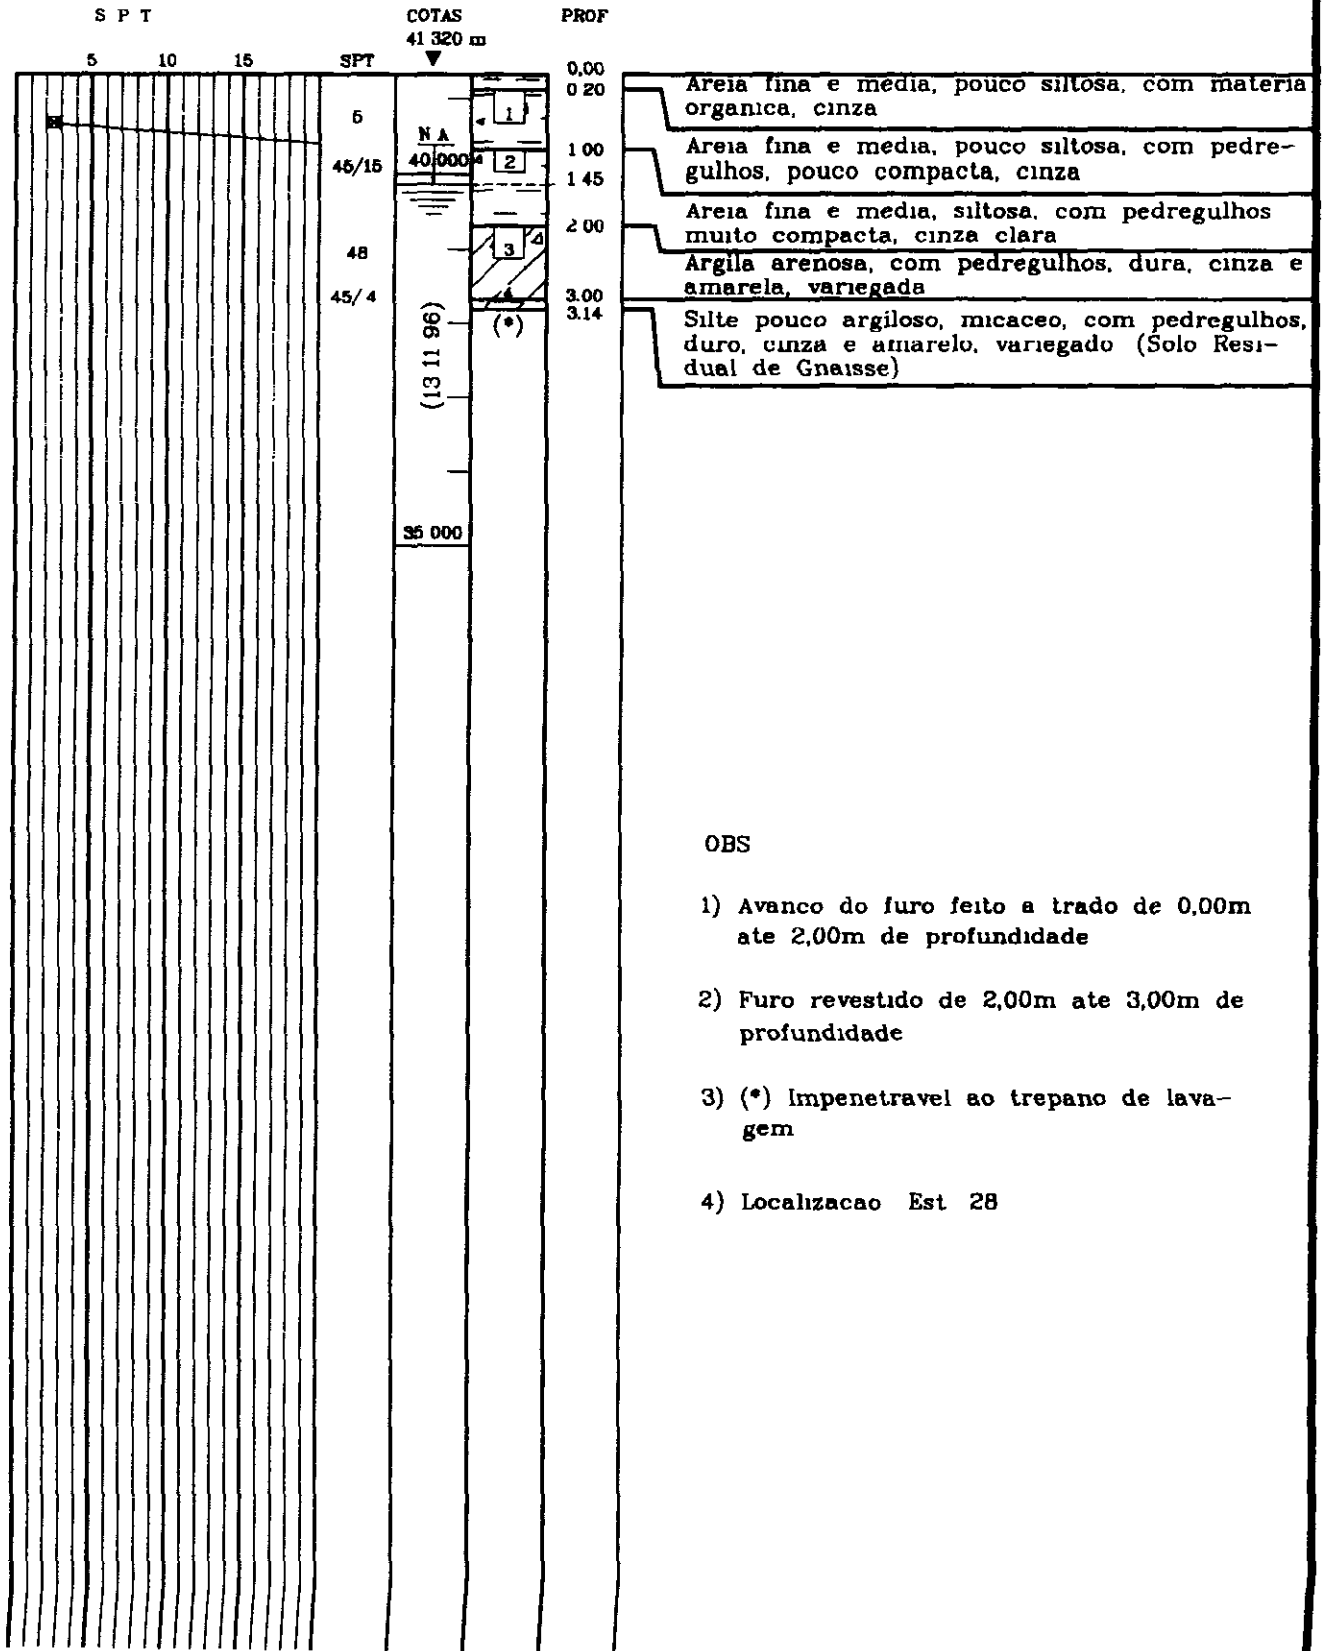 S P T COTAS PROF
41 320 m
5 10 15 SPT
0,00
0 20
Areia fina e media, pouco siltosa, com materia
organica, cinza
5
1
N A
1 00
Areia fina e media, pouco siltosa, com pedre-
gulhos, pouco compacta, cinza
45/15
40 000
2
1 45
Areia fina e media, siltosa, com pedregulhos
muito compacta, cinza clara
2 00
48
3
Argila arenosa, com pedregulhos, dura, cinza e
amarela, variegada
45/ 4
4
3.00
3.14
(*)
Silte pouco argiloso, micaceo, com pedregulhos,
duro, cinza e amarelo, variegado (Solo Resi-
dual de Gnaisse)
(13 11 96)
35 000
OBS
1) Avanco do furo feito a trado de 0,00m
ate 2,00m de profundidade
2) Furo revestido de 2,00m ate 3,00m de
profundidade
3) (*) Impenetravel ao trepano de lava-
gem
4) Localizacao Est 28